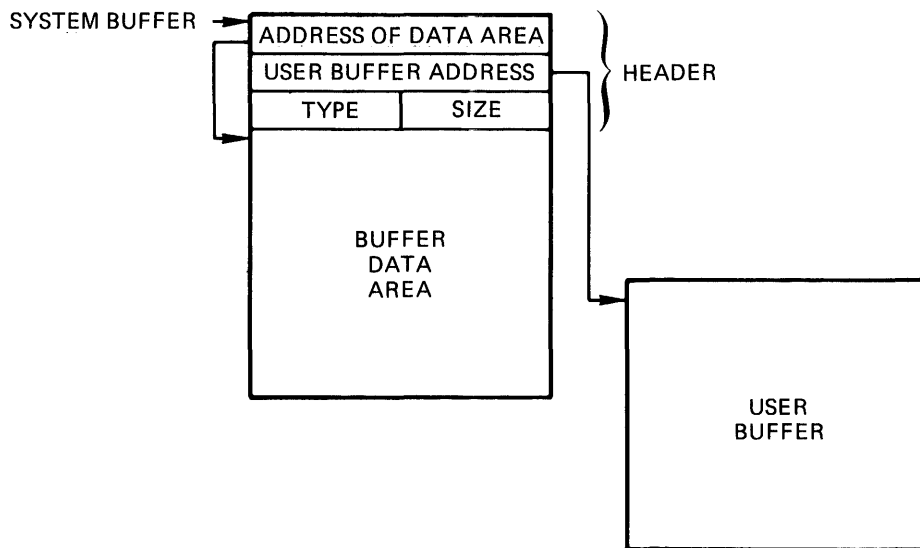 SYSTEM BUFFER
ADDRESS OF DATA AREA
USER BUFFER ADDRESS
HEADER
TYPE SIZE
BUFFER
DATA
AREA
USER
BUFFER